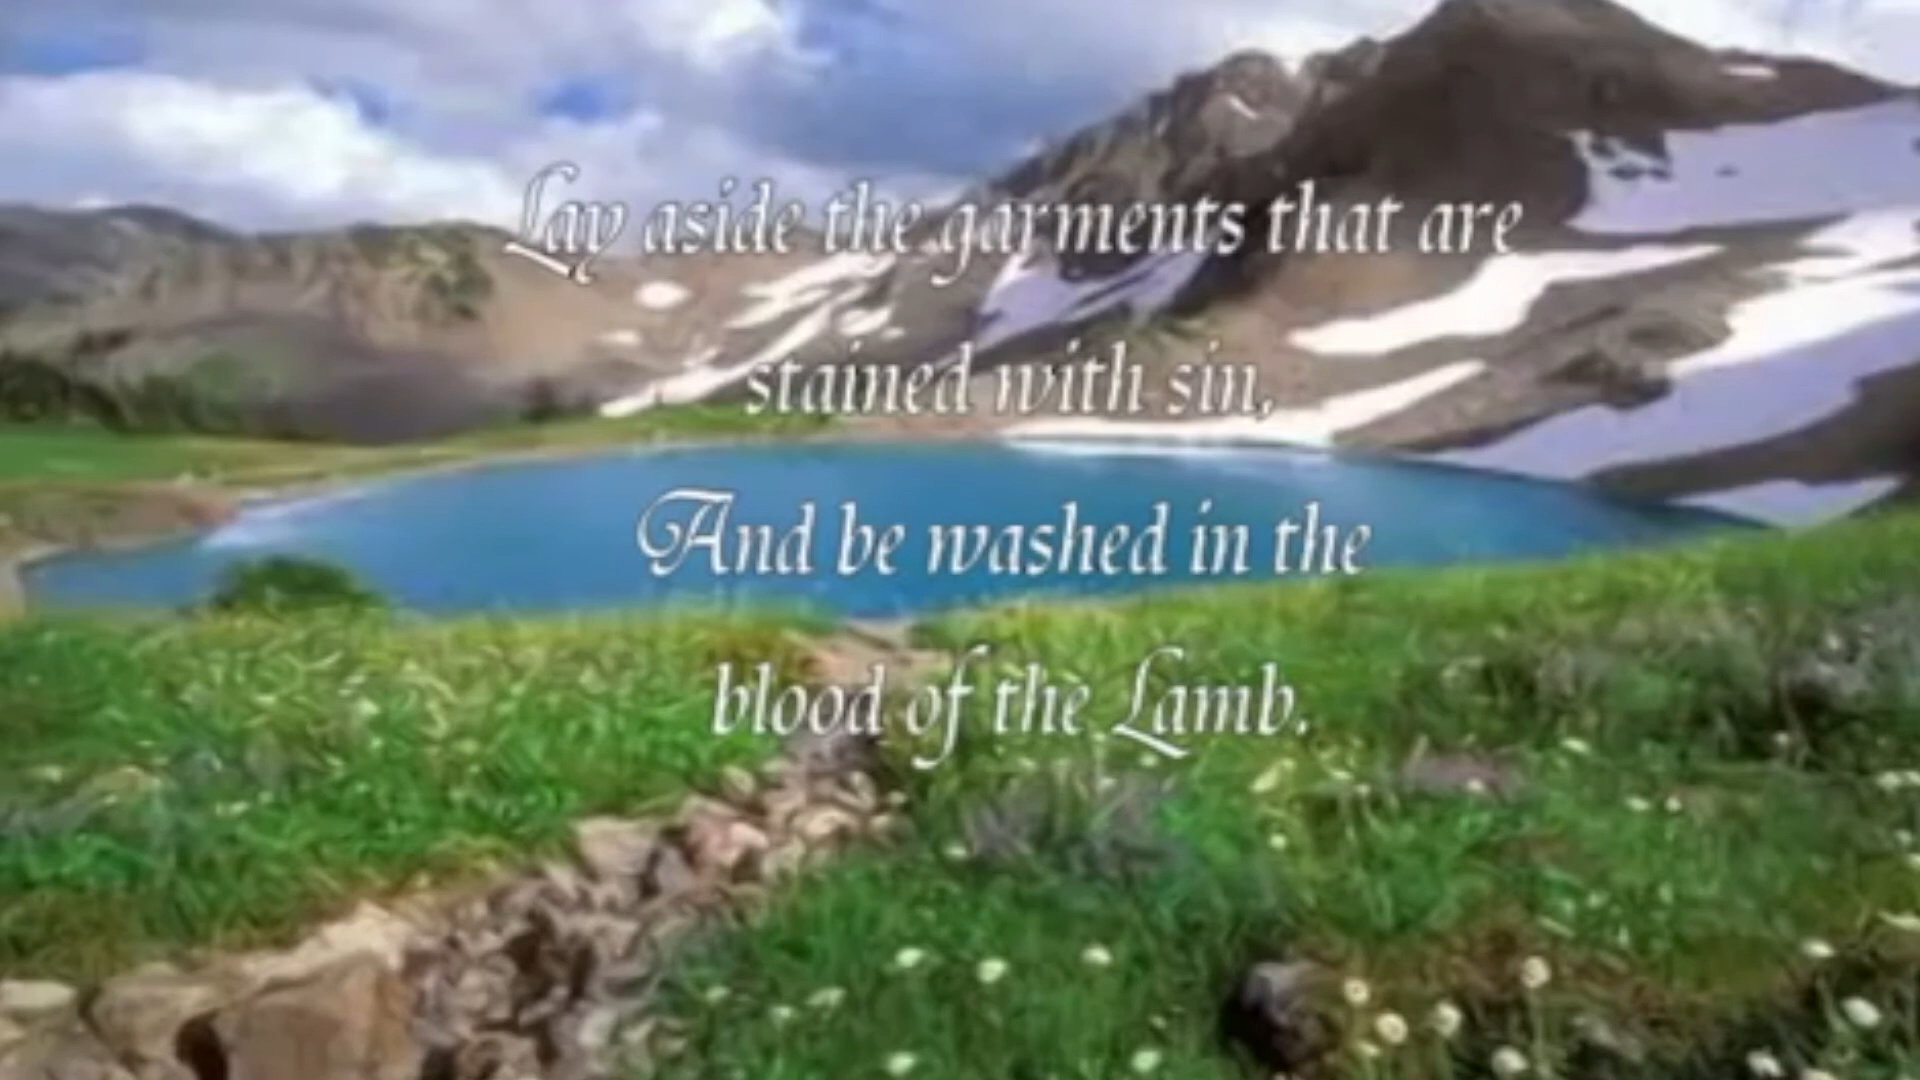 Lay aside the garments that are
stained with sin,
And be washed in the
blood of the Lamb.